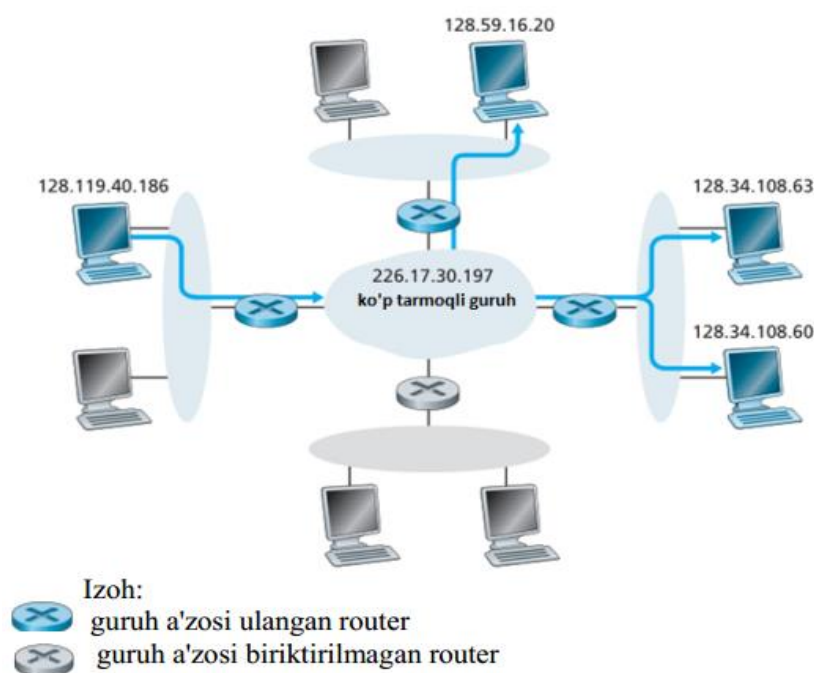 128.59.16.20
128.119.40.186
128.34.108.63
226.17.30.197
ko'p tarmoqli guruh
128.34.108.60
Izoh:
guruh a'zosi ulangan router
guruh a'zosi biriktirilmagan router